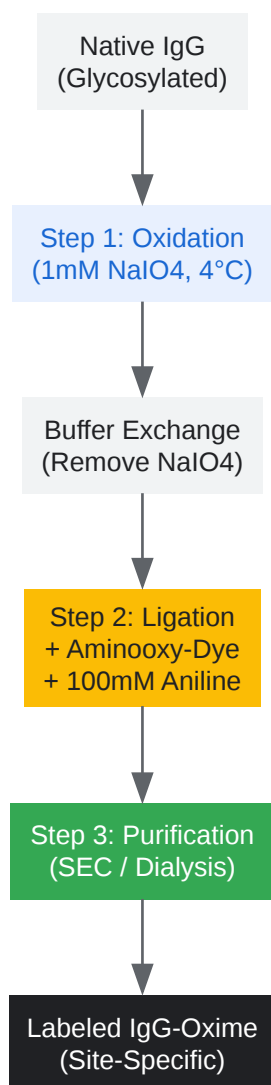 Native IgG
(Glycosylated)
Step 1: Oxidation
(1mM NaIO4, 4°C)
Buffer Exchange
(Remove NaIO4)
Step 2: Ligation
+ Aminooxy-Dye
+ 100mM Aniline
Step 3: Purification
(SEC / Dialysis)
Labeled IgG-Oxime
(Site-Specific)